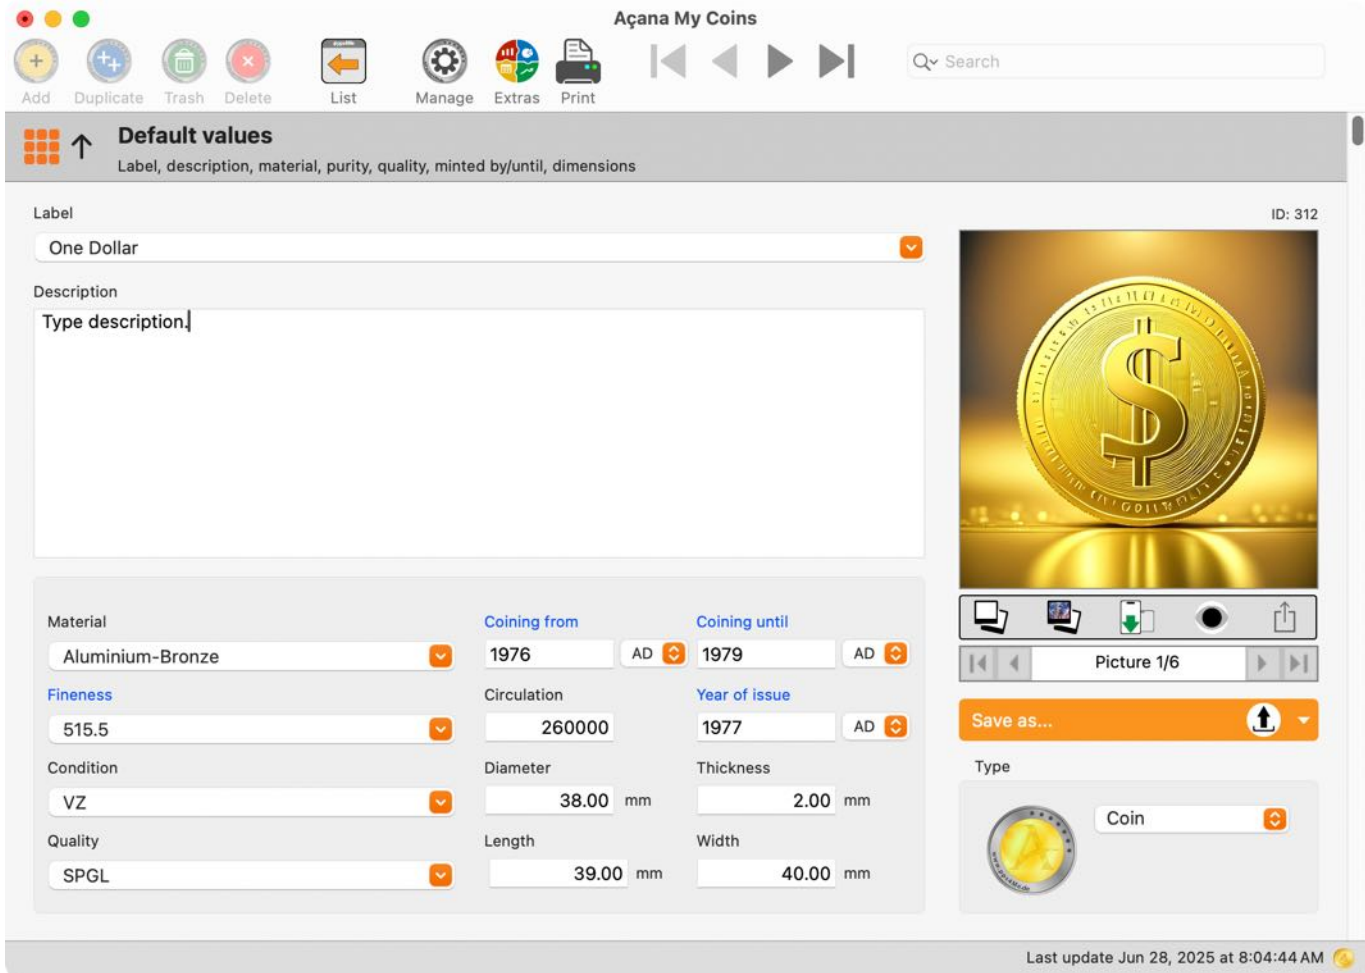 Açana My Coins
Add Duplicate Trash Delete List Manage Extras Print
Search
Default values
Label, description, material, purity, quality, minted by/until, dimensions
Label
ID: 312
One Dollar
Description
Type description.
Material
Coining from
Coining until
Aluminium-Bronze
1976 AD
1979 AD
Fineness
Circulation
Year of issue
515.5
260000
1977 AD
Condition
Diameter
Thickness
VZ
38.00 mm
2.00 mm
Quality
Length
Width
SPGL
39.00 mm
40.00 mm
Picture 1/6
Save as...
Type
Coin
Last update Jun 28, 2025 at 8:04:44 AM